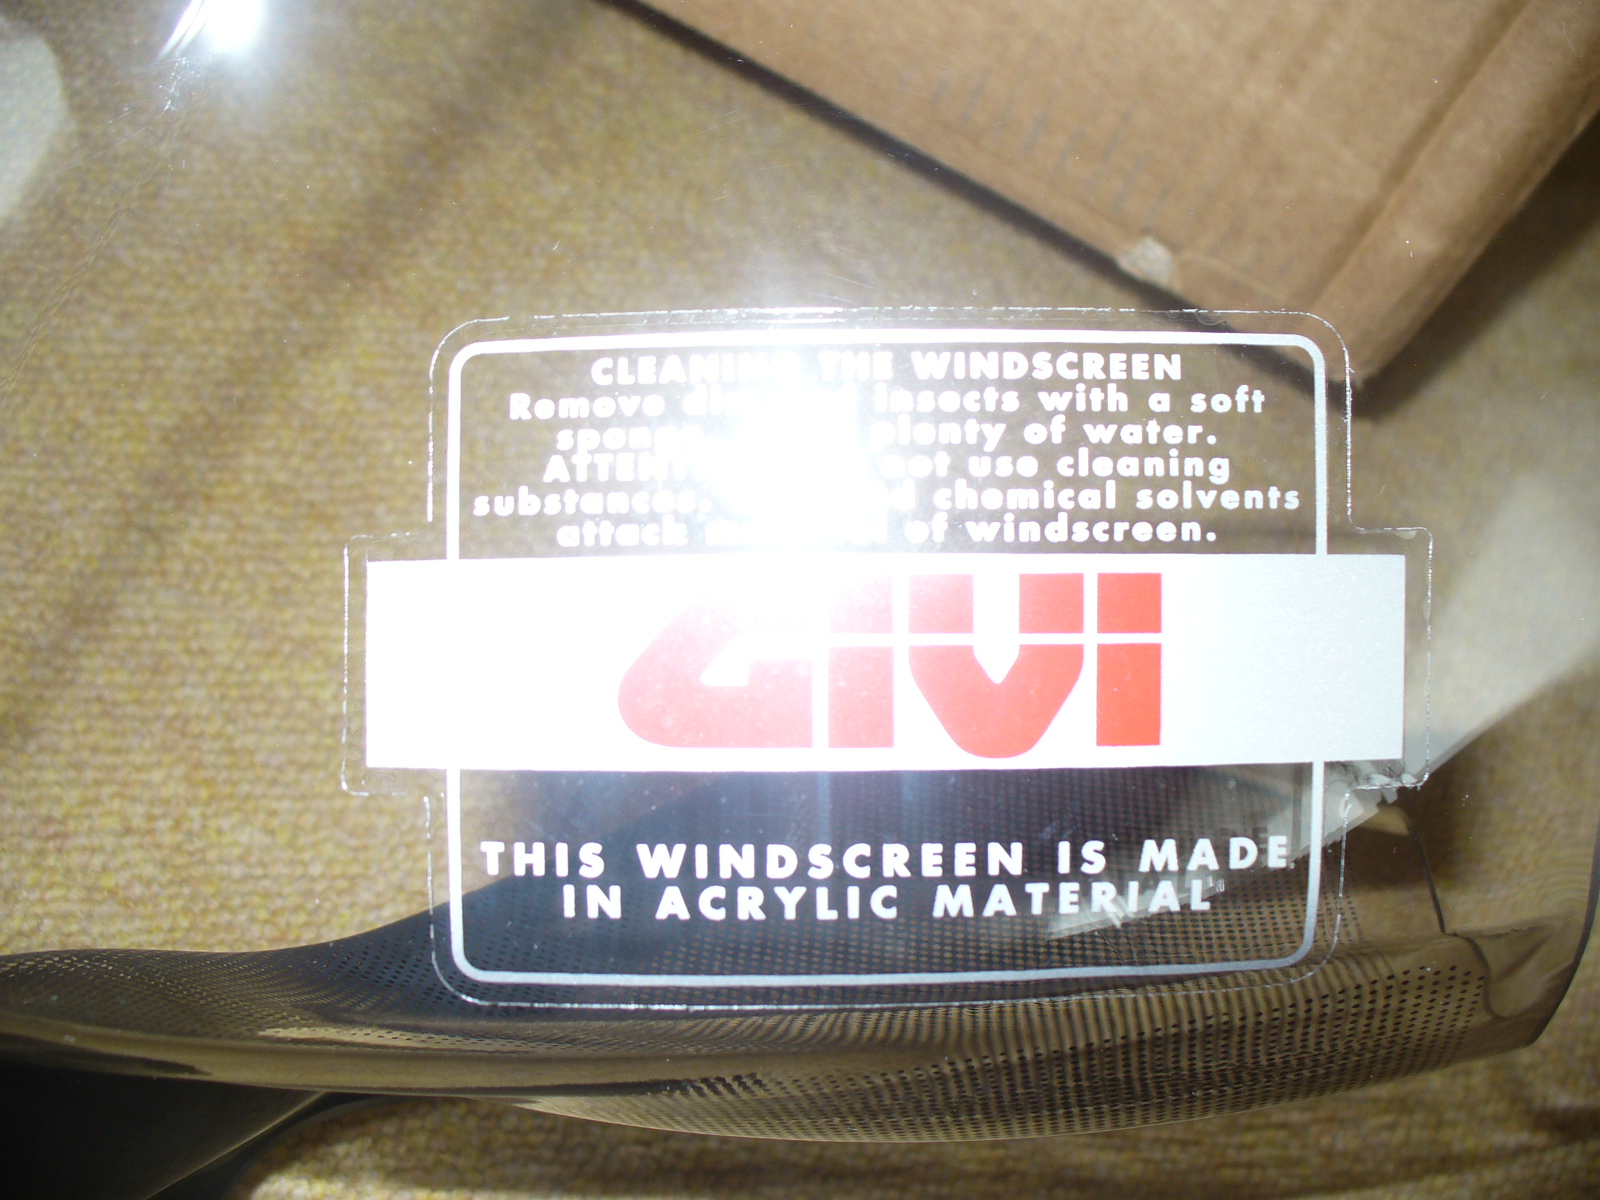 CLEANING THE WINDSCREEN
Remove insects with a soft
plenty of water.
not use cleaning
substances. chemical solvents
attack of windscreen.
GIVI
THIS WINDSCREEN IS MADE
IN ACRYLIC MATERIAL